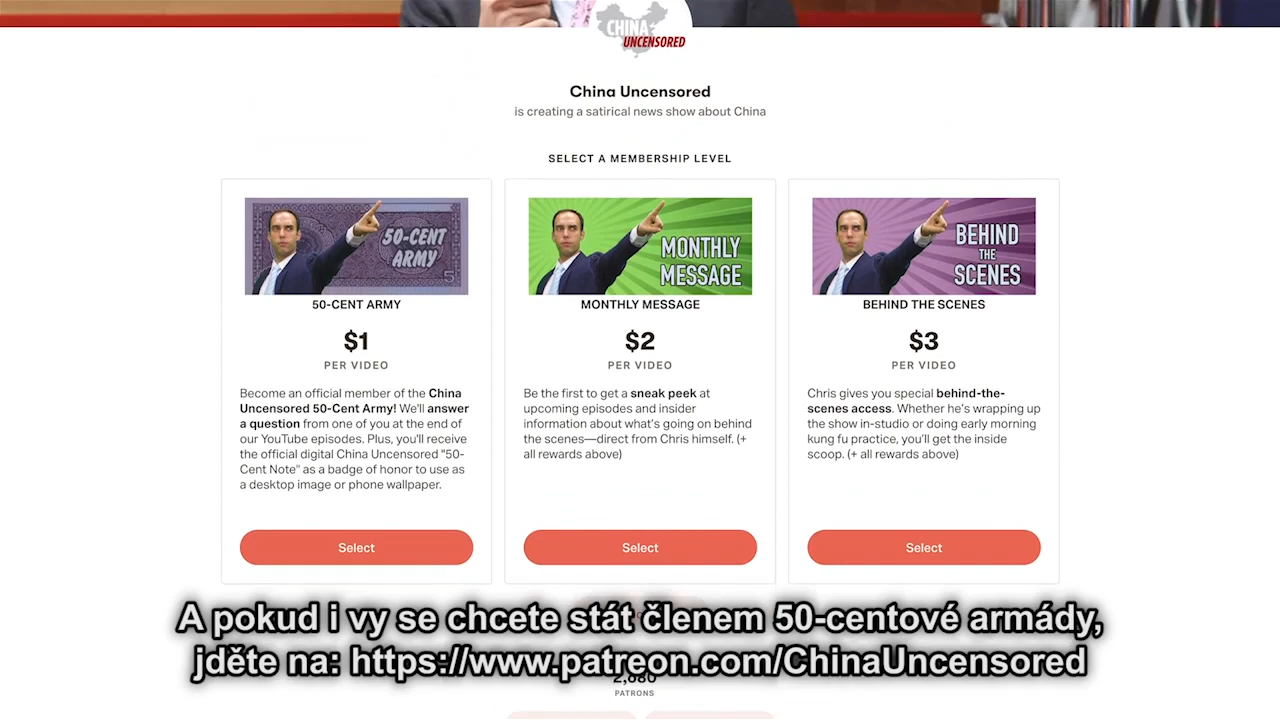 CHINA
UNCENSORED
China Uncensored
is creating a satirical news show about China
SELECT A MEMBERSHIP LEVEL
50-CENT
ARMY
5
50-CENT ARMY
$1
PER VIDEO
Become an official member of the China
Uncensored 50-Cent Army! We'll answer
a question from one of you at the end of
our YouTube episodes. Plus, you'll receive
the official digital China Uncensored "50-
Cent Note" as a badge of honor to use as
a desktop image or phone wallpaper.
Select
MONTHLY
MESSAGE
MONTHLY MESSAGE
$2
PER VIDEO
Be the first to get a sneak peek at
upcoming episodes and insider
information about what's going on behind
the scenes—direct from Chris himself. (+
all rewards above)
Select
BEHIND
THE
SCENES
BEHIND THE SCENES
$3
PER VIDEO
Chris gives you special behind-the-
scenes access. Whether he's wrapping up
the show in-studio or doing early morning
kung fu practice, you'll get the inside
scoop. (+ all rewards above)
Select
A pokud i vy se chcete stát členem 50-centové armády,
jděte na: https://www.patreon.com/ChinaUncensored
PATRONS